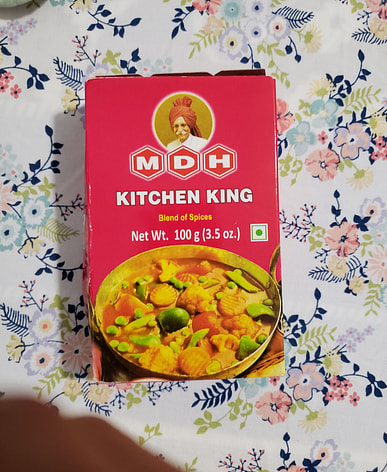 MDH
KITCHEN KING
Blend of Spices
Net Wt. 100 g (3.5 oz.)